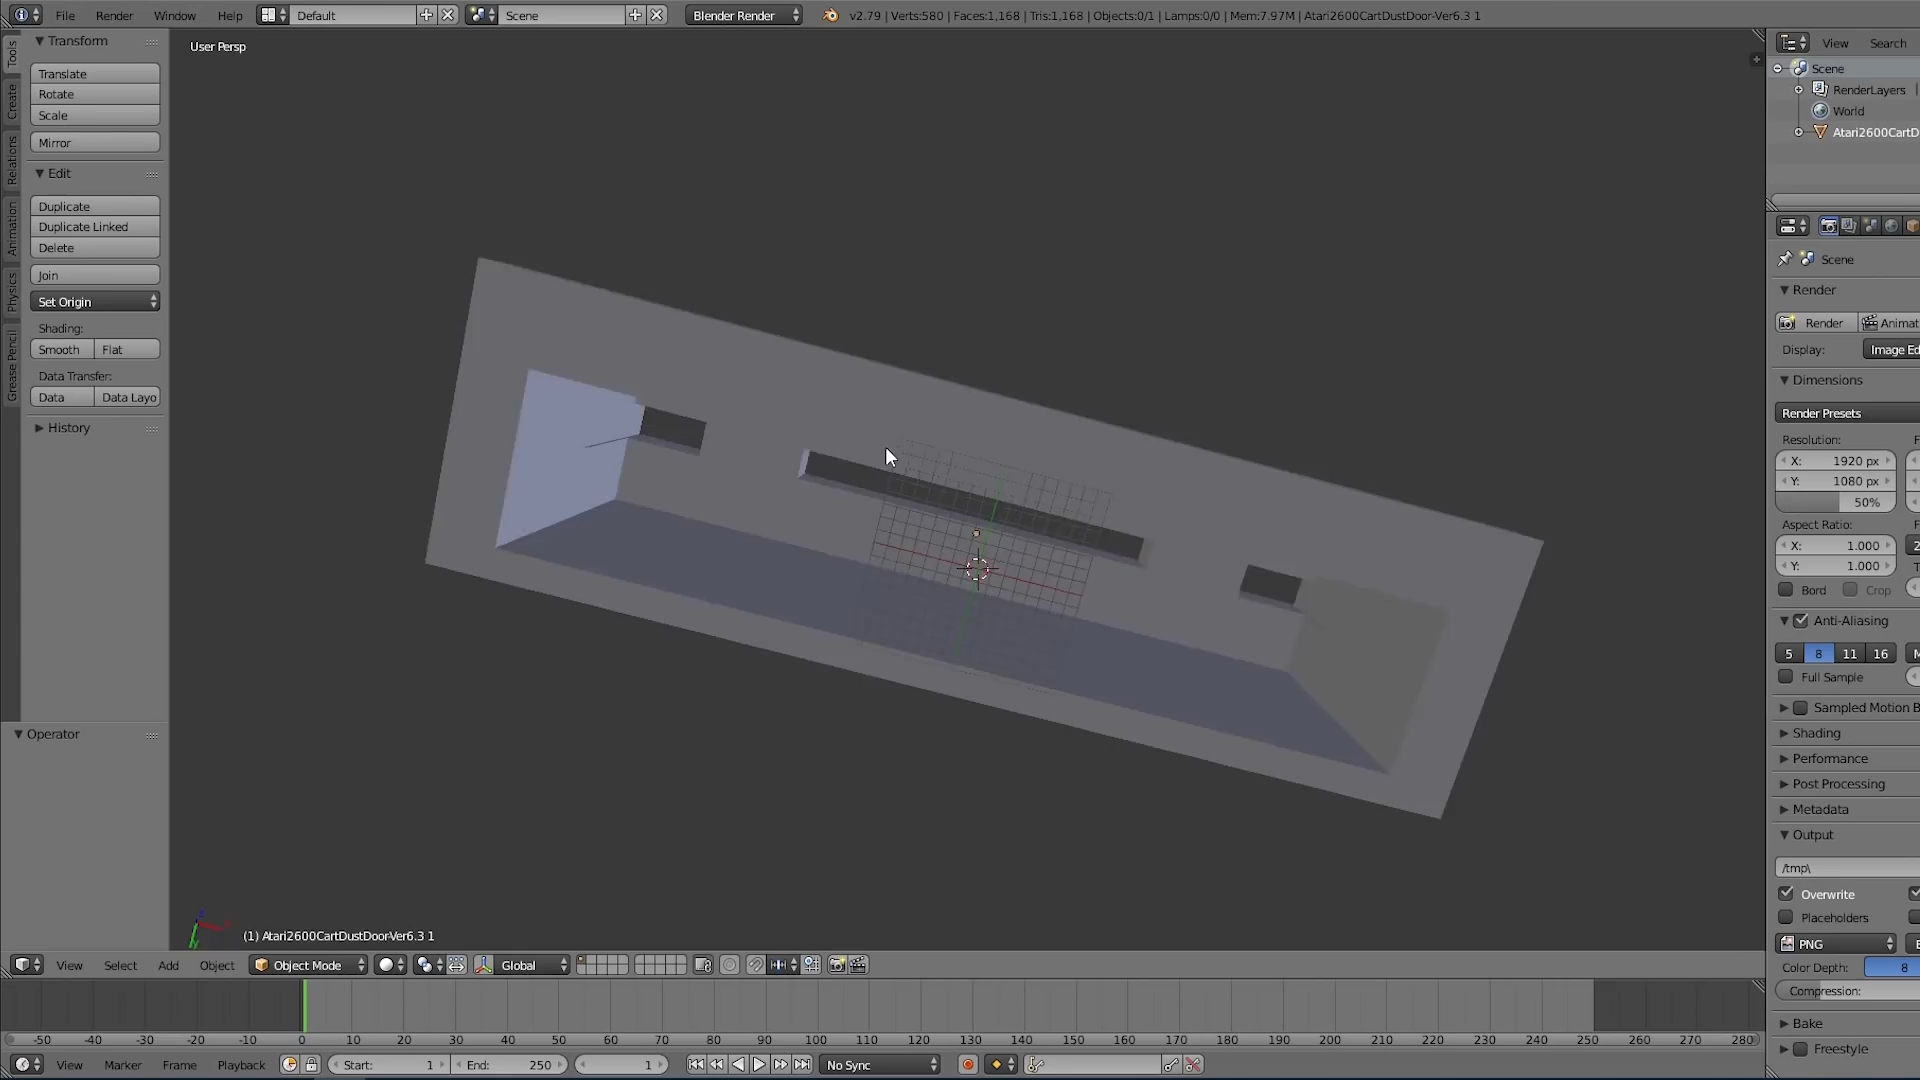 File Render Window Help Default Scene Blender Render v2.79 | Verts:580 | Faces:1,168 | Tris:1,168 | Objects:0/1 | Lamps:0/0 | Mem:7.97M | Atari2600CartDustDoor-Ver6.3 1
User Persp
Tools
Create
Relations
Animation
Physics
Grease Pencil
Transform
Translate
Rotate
Scale
Mirror
Edit
Duplicate
Duplicate Linked
Delete
Join
Set Origin
Shading:
Smooth Flat
Data Transfer:
Data Data Layo
History
Operator
(1) Atari2600CartDustDoor-Ver6.3 1
View Select Add Object Object Mode Global
-50 -40 -30 -20 -10 0 10 20 30 40 50 60 70 80 90 100 110 120 130 140 150 160 170 180 190 200 210 220 230 240 250 260 270 280
View Marker Frame Playback Start: 1 End: 250 1 No Sync
View Search
Scene
RenderLayers
World
Atari2600CartD
Scene
Render
Render Animat
Display: Image Ed
Dimensions
Render Presets
Resolution: F
X: 1920 px
Y: 1080 px
50%
Aspect Ratio: F
X: 1.000 2
Y: 1.000 T
Bord Crop
Anti-Aliasing
5 8 11 16 M
Full Sample
Sampled Motion B
Shading
Performance
Post Processing
Metadata
Output
/tmp\
Overwrite
Placeholders
PNG
Color Depth: 8
Compression:
Bake
Freestyle